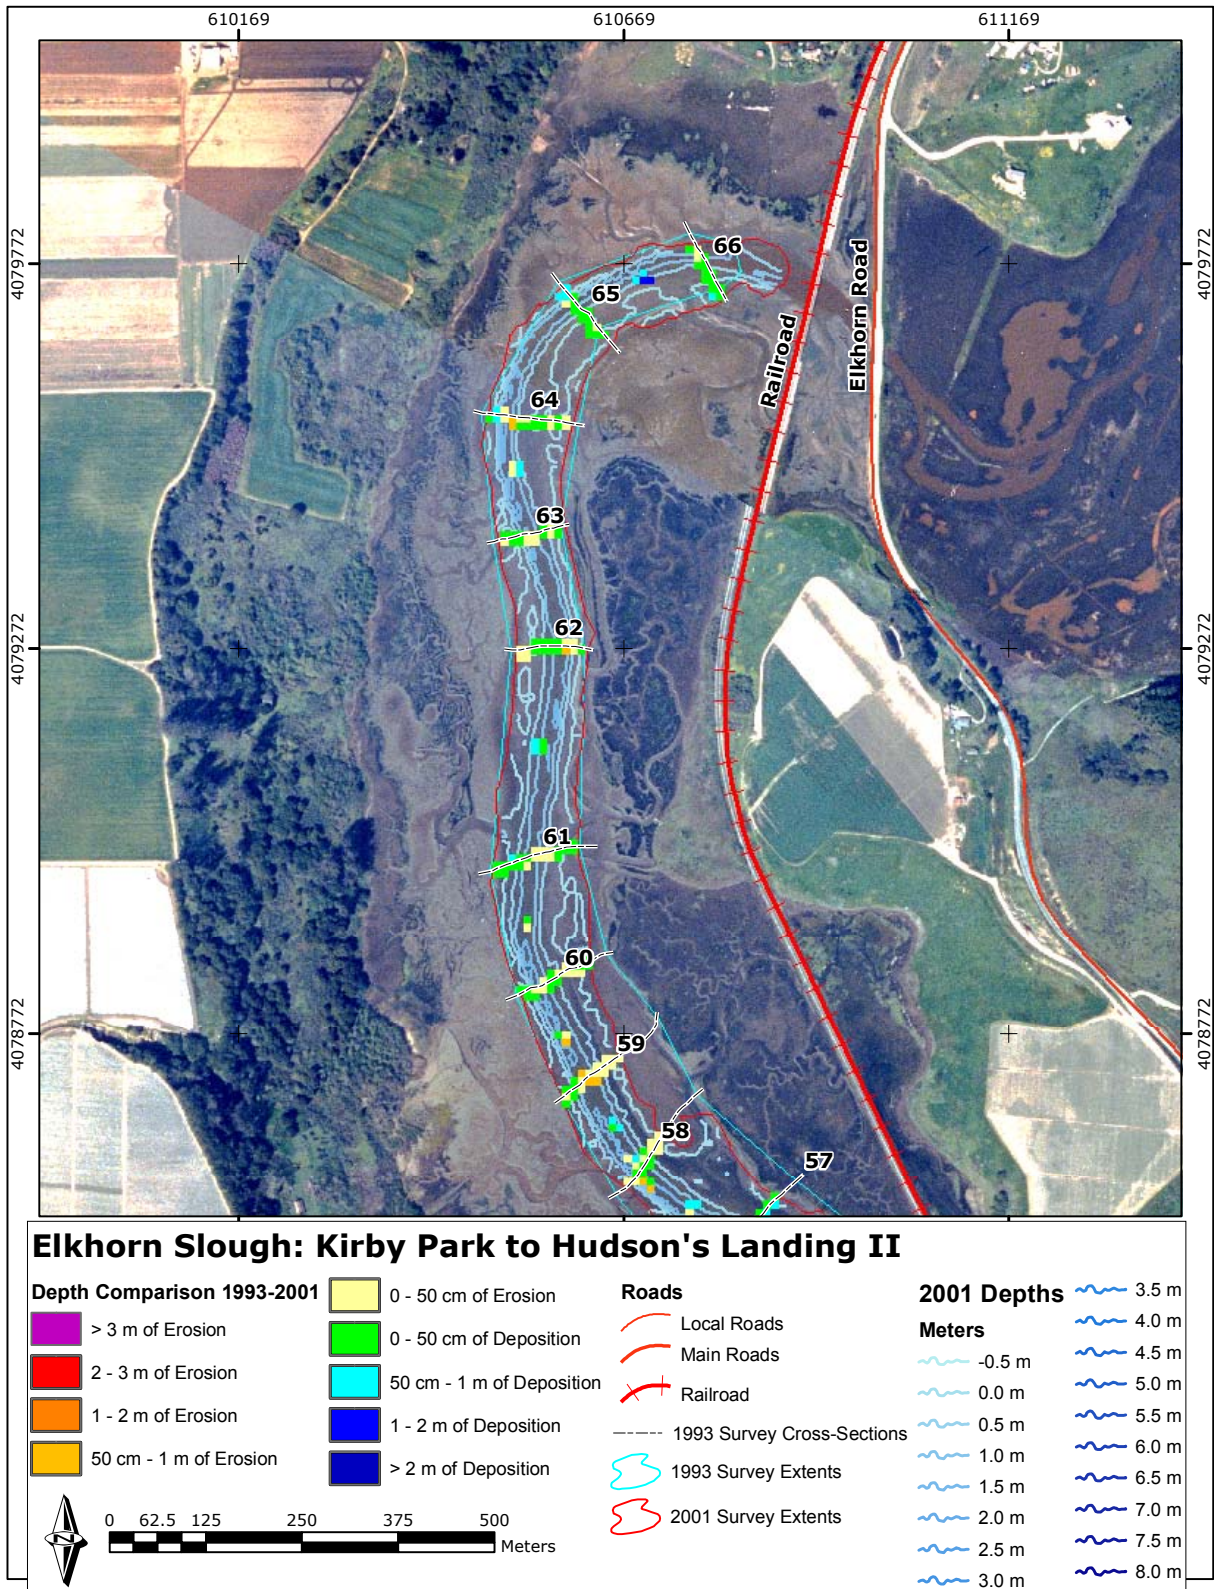 610169 610669 611169
4079772 4079772
4079272 4079272
4078772 4078772
66
65
64
63
62
61
60
59
58
57
Railroad
Elkhorn Road
Elkhorn Slough: Kirby Park to Hudson's Landing II
Depth Comparison 1993-2001
> 3 m of Erosion
2 - 3 m of Erosion
1 - 2 m of Erosion
50 cm - 1 m of Erosion
0 - 50 cm of Erosion
0 - 50 cm of Deposition
50 cm - 1 m of Deposition
1 - 2 m of Deposition
> 2 m of Deposition
N
0 62.5 125 250 375 500
Meters
Roads
Local Roads
Main Roads
Railroad
1993 Survey Cross-Sections
1993 Survey Extents
2001 Survey Extents
2001 Depths
Meters
-0.5 m
0.0 m
0.5 m
1.0 m
1.5 m
2.0 m
2.5 m
3.0 m
3.5 m
4.0 m
4.5 m
5.0 m
5.5 m
6.0 m
6.5 m
7.0 m
7.5 m
8.0 m